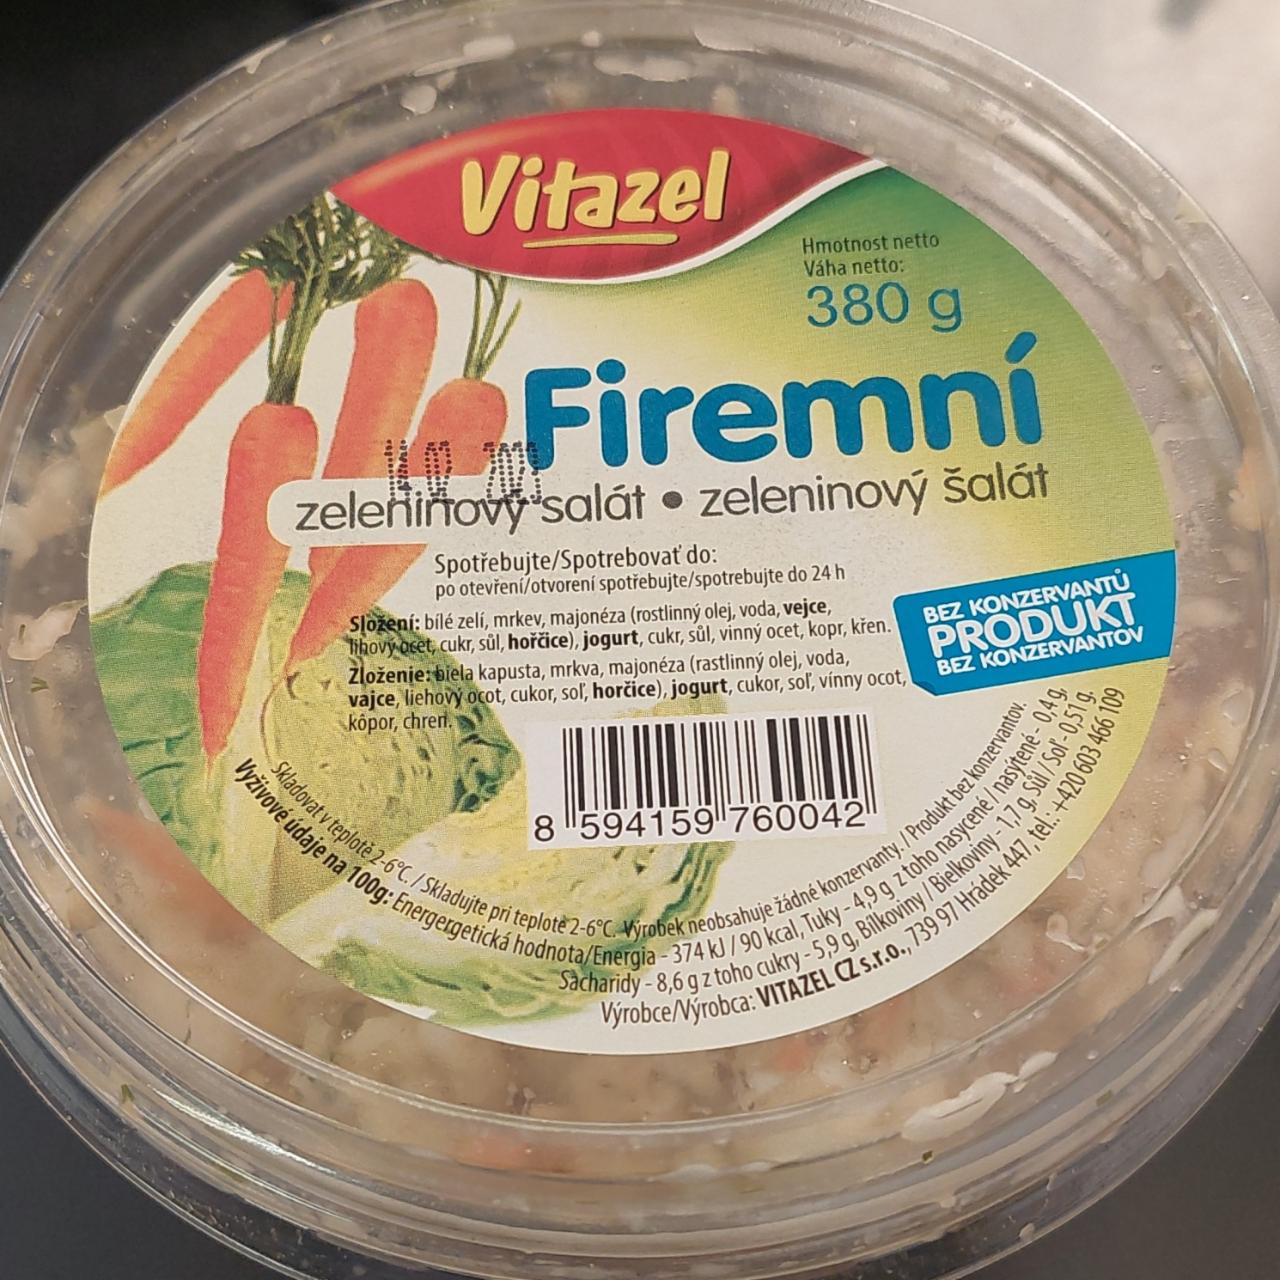 Vitazel
Hmotnost netto
Váha netto:
380 g
Firemní
14 02 2023
zeleninový salát • zeleninový šalát
Spotřebujte/Spotrebovať do:
po otevření/otvorení spotřebujte/spotrebujte do 24 h
Složení: bílé zelí, mrkev, majonéza (rostlinný olej, voda, vejce,
lihový ocet, cukr, sůl, hořčice), jogurt, cukr, sůl, vinný ocet, kopr, křen.
Zloženie: biela kapusta, mrkva, majonéza (rastlinný olej, voda,
vajce, liehový ocot, cukor, soľ, horčice), jogurt, cukor, soľ, vínny ocot,
kôpor, chren.
BEZ KONZERVANTŮ
PRODUKT
BEZ KONZERVANTOV
8 594159 760042
Skladovat v teplotě 2-6°C. / Skladujte pri teplote 2-6°C. Výrobek neobsahuje žádné konzervanty. / Produkt bez konzervantov.
Výživové údaje na 100g: Energergetická hodnota/Energia - 374 kJ / 90 kcal, Tuky - 4,9 g z toho nasycené / nasýtené - 0,4 g,
Sacharidy - 8,6 g z toho cukry - 5,9 g, Bílkoviny / Bielkoviny - 1,7 g, Sůl / Soľ - 0,51 g,
Výrobce/Výrobca: VITAZEL CZ s.r.o., 739 97 Hrádek 447, tel.: +420 603 466 109